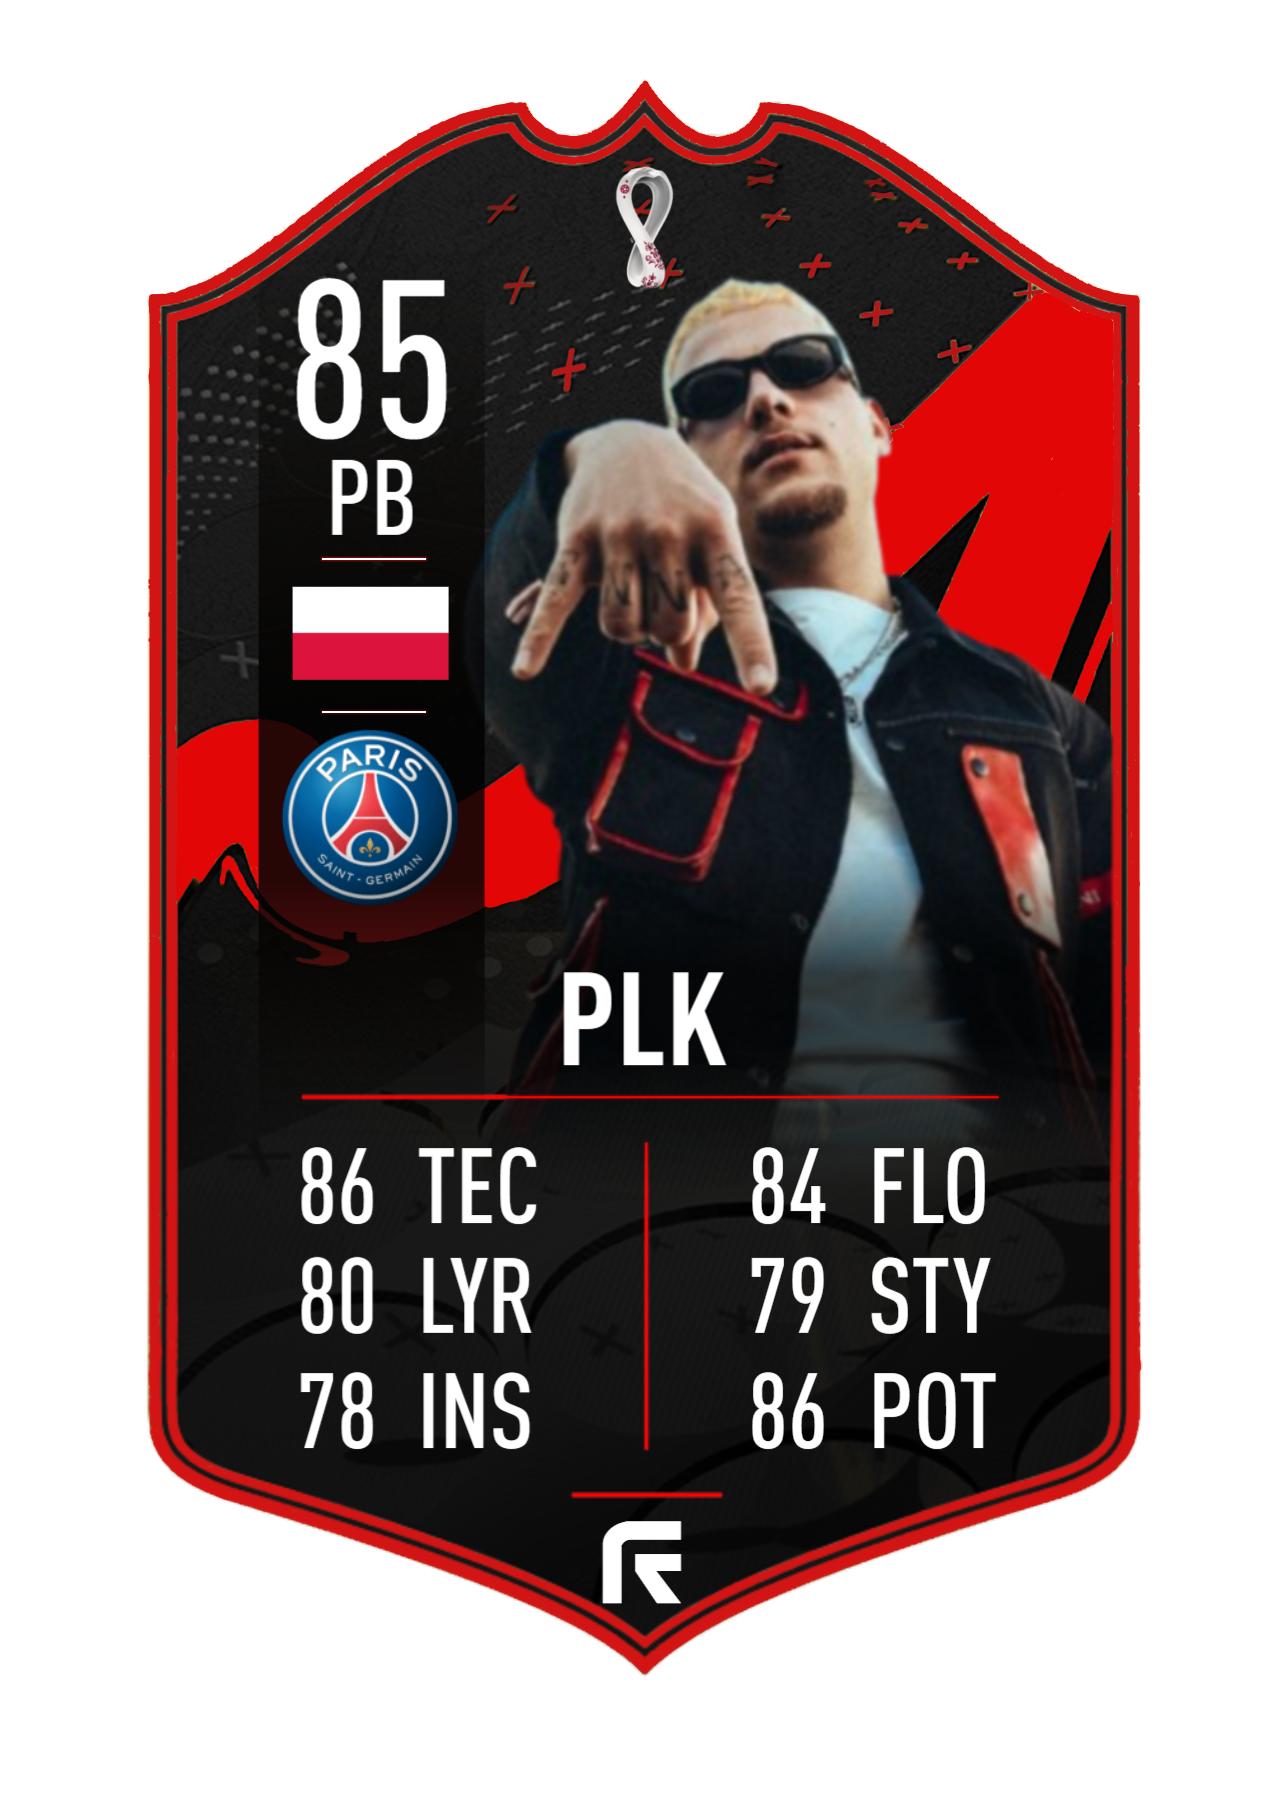 85
PB
PARIS
SAINT - GERMAIN
PLK
86 TEC
80 LYR
78 INS
84 FLO
79 STY
86 POT